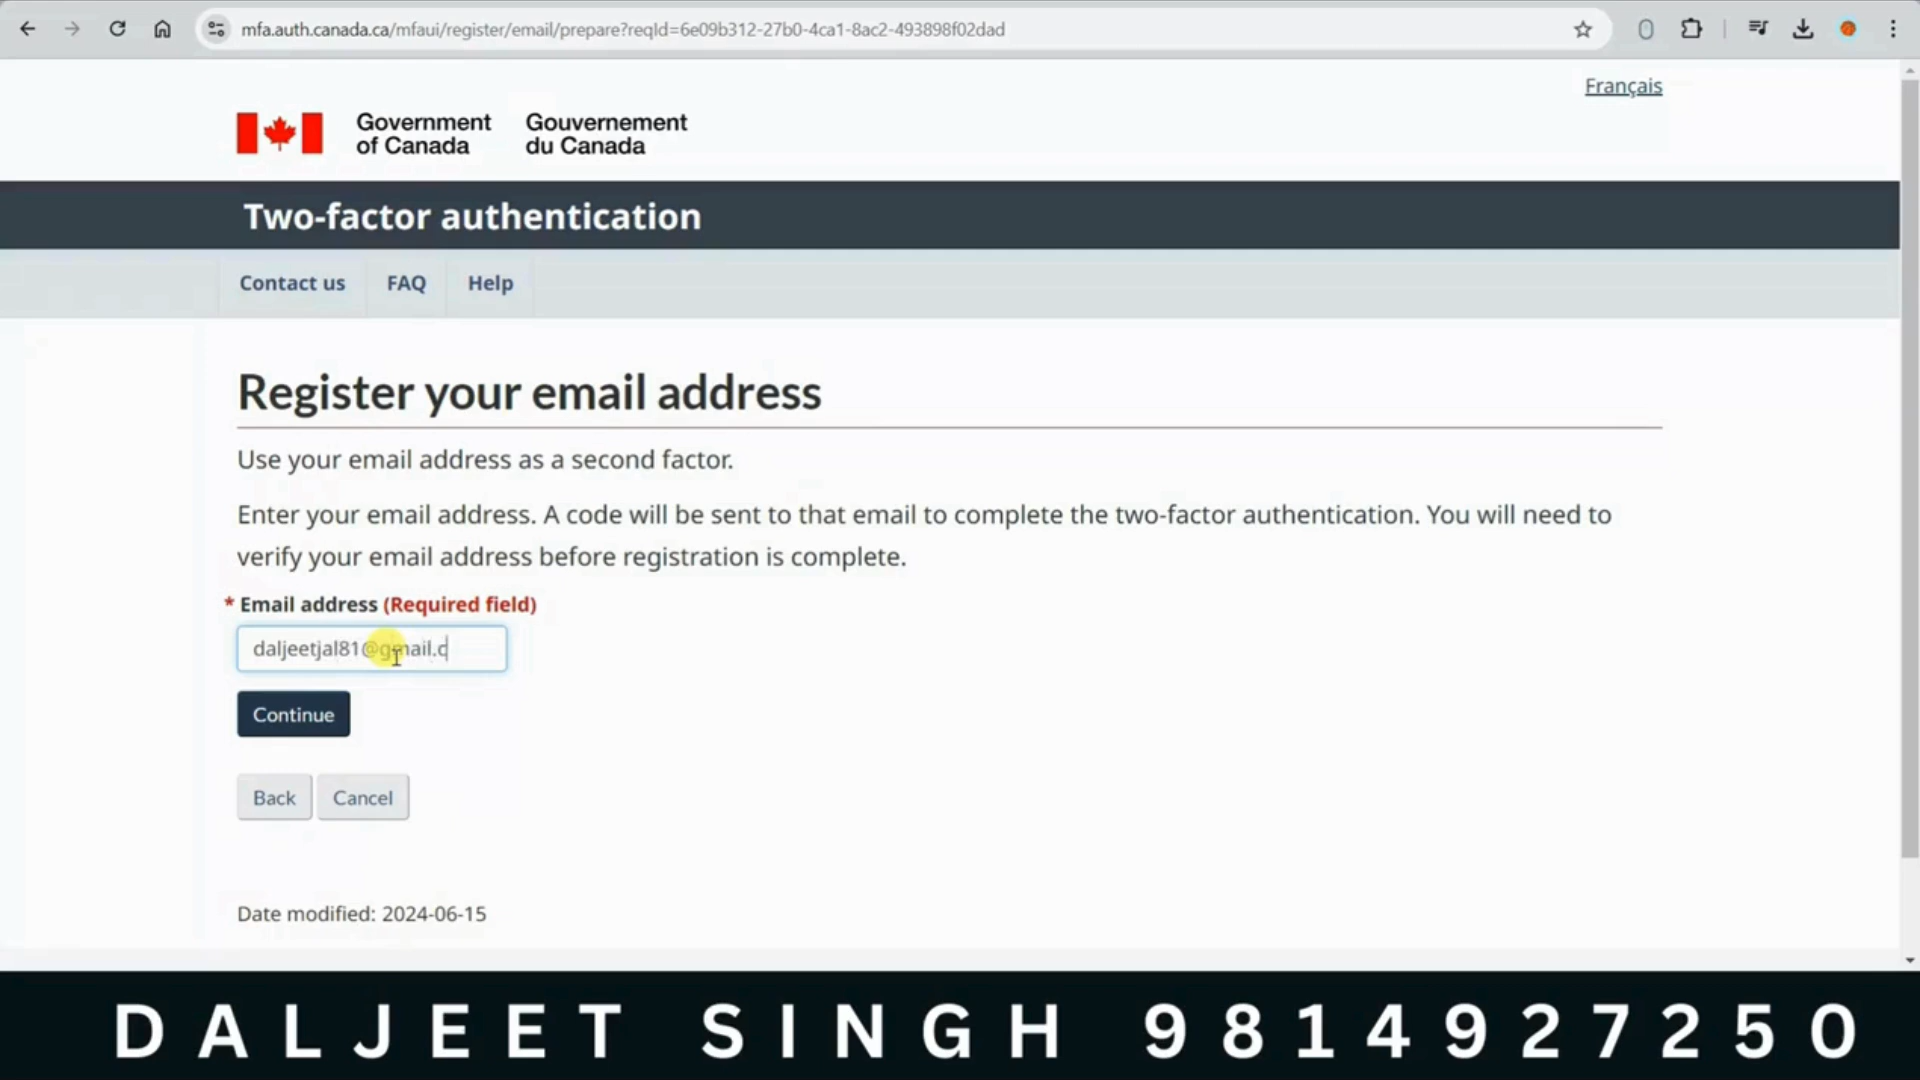 mfa.auth.canada.ca/mfaui/register/email/prepare?reqId=6e09b312-27b0-4ca1-8ac2-493898f02dad
Français
Government of Canada
Gouvernement du Canada
Two-factor authentication
Contact us FAQ Help
Register your email address
Use your email address as a second factor.
Enter your email address. A code will be sent to that email to complete the two-factor authentication. You will need to
verify your email address before registration is complete.
* Email address (Required field)
daljeetjal81@gmail.c
Continue
Back Cancel
Date modified: 2024-06-15
DALJEET SINGH 9814927250